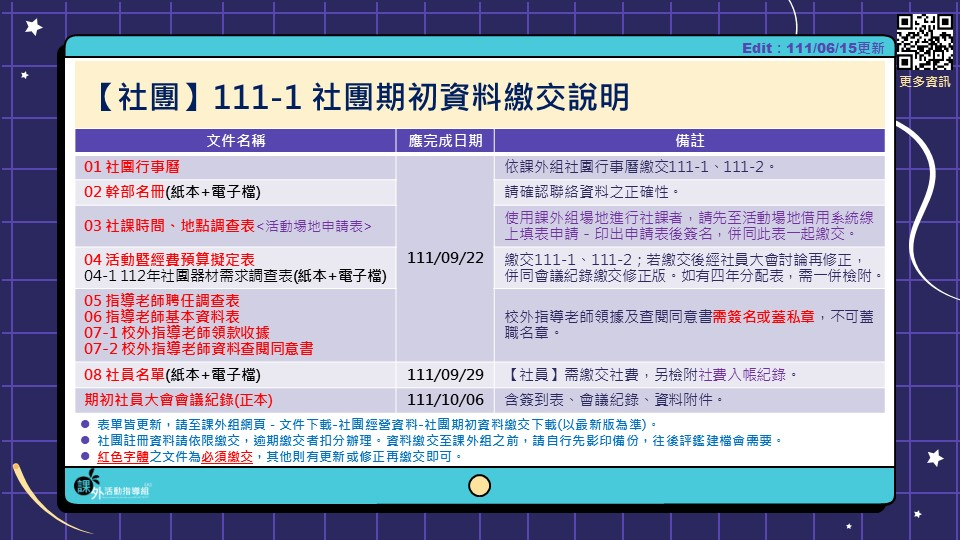 Edit：111/06/15更新
更多資訊
【社團】111-1 社團期初資料繳交說明
文件名稱 應完成日期 備註
01 社團行事曆 依課外組社團行事曆繳交111-1、111-2。
02 幹部名冊(紙本+電子檔) 請確認聯絡資料之正確性。
03 社課時間、地點調查表<活動場地申請表> 使用課外組場地進行社課者，請先至活動場地借用系統線
上填表申請－印出申請表後簽名，併同此表一起繳交。
111/09/22
04 活動暨經費預算擬定表
04-1 112年社團器材需求調查表(紙本+電子檔)
繳交111-1、111-2；若繳交後經社員大會討論再修正，
併同會議紀錄繳交修正版。如有四年分配表，需一併檢附。
05 指導老師聘任調查表
06 指導老師基本資料表
07-1 校外指導老師領款收據
07-2 校外指導老師資料查閱同意書
校外指導老師領據及查閱同意書需簽名或蓋私章，不可蓋
職名章。
08 社員名單(紙本+電子檔) 111/09/29 【社員】需繳交社費，另檢附社費入帳紀錄。
期初社員大會會議紀錄(正本) 111/10/06 含簽到表、會議紀錄、資料附件。
● 表單皆更新，請至課外組網頁－文件下載-社團經營資料-社團期初資料繳交下載(以最新版為準)。
● 社團註冊資料請依限繳交，逾期繳交者扣分辦理。資料繳交至課外組之前，請自行先影印備份，往後評鑑建檔會需要。
● 紅色字體之文件為必須繳交，其他則有更新或修正再繳交即可。
課外活動指導組